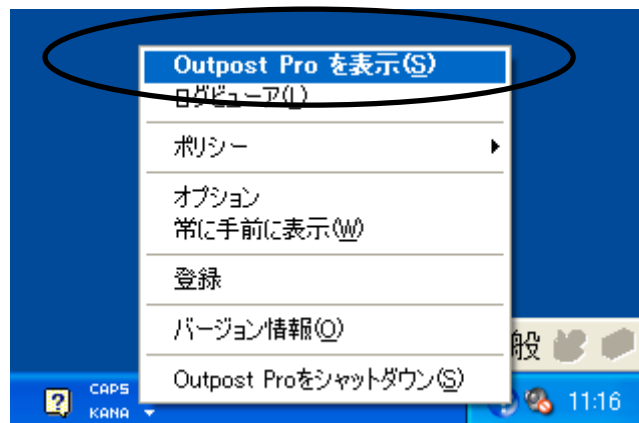 Outpost Pro を表示(S)
ログビューア(L)
ポリシー
オプション
常に手前に表示(W)
登録
バージョン情報(O)
般
Outpost Proをシャットダウン(S)
CAPS
KANA
11:16